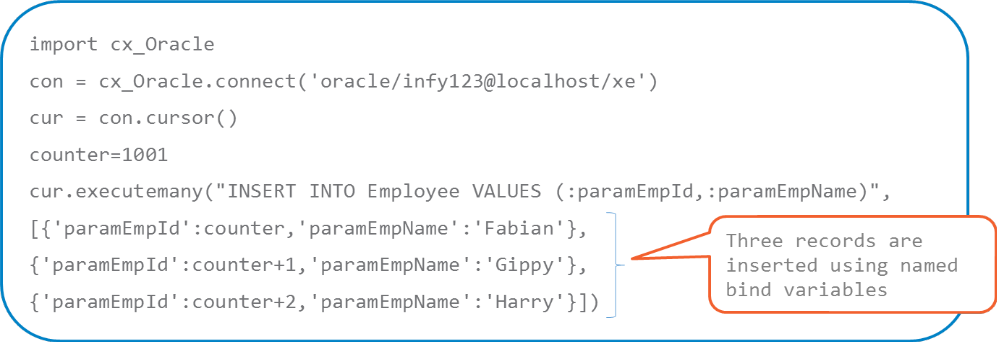 import cx_Oracle
con = cx_Oracle.connect('oracle/infy123@localhost/xe')
cur = con.cursor()
counter=1001
cur.executemany("INSERT INTO Employee VALUES (:paramEmpId,:paramEmpName)",
[{'paramEmpId':counter,'paramEmpName':'Fabian'},
{'paramEmpId':counter+1,'paramEmpName':'Gippy'},
{'paramEmpId':counter+2,'paramEmpName':'Harry'}])
Three records are
inserted using named
bind variables